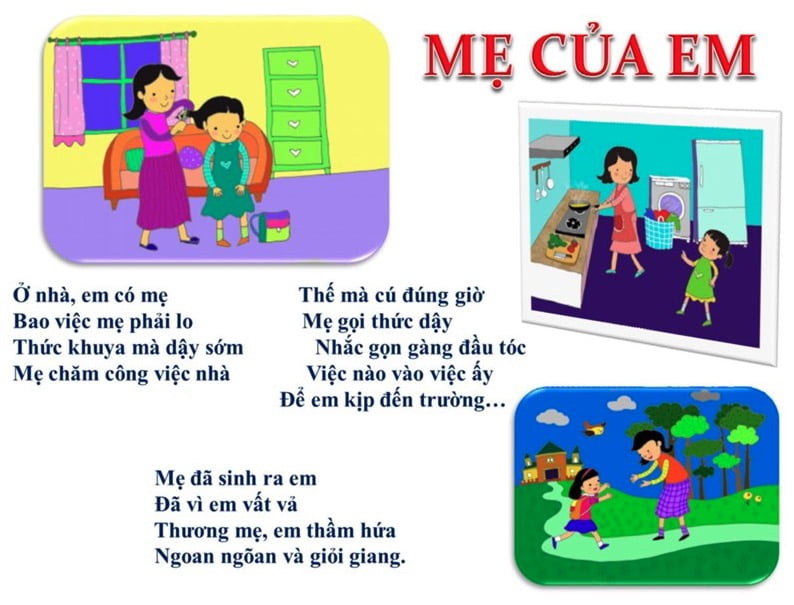 MẸ CỦA EM
Ở nhà, em có mẹ
Bao việc mẹ phải lo
Thức khuya mà dậy sớm
Mẹ chăm công việc nhà
Thế mà cú đúng giờ
Mẹ gọi thức dậy
Nhắc gọn gàng đầu tóc
Việc nào vào việc ấy
Để em kịp đến trường…
Mẹ đã sinh ra em
Đã vì em vất vả
Thương mẹ, em thầm hứa
Ngoan ngõan và giỏi giang.